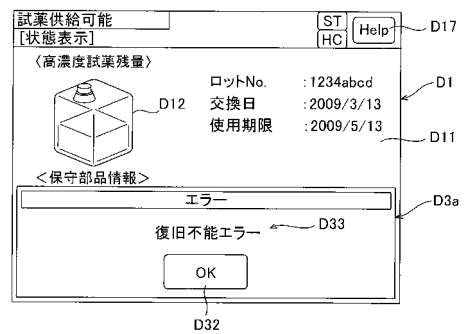 試薬供給可能
[状態表示]
ST
HC
Help
D17
〈高濃度試薬残量〉
D12
ロットNo. :1234abcd
交換日 :2009/3/13
使用期限 :2009/5/13
D1
D11
＜保守部品情報＞
エラー
D3a
復旧不能エラー
D33
OK
D32